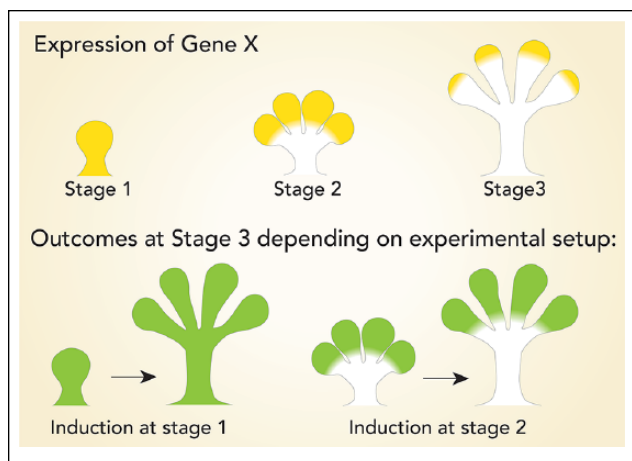 Expression of Gene X
Stage 1
Stage 2
Stage3
Outcomes at Stage 3 depending on experimental setup:
Induction at stage 1
Induction at stage 2